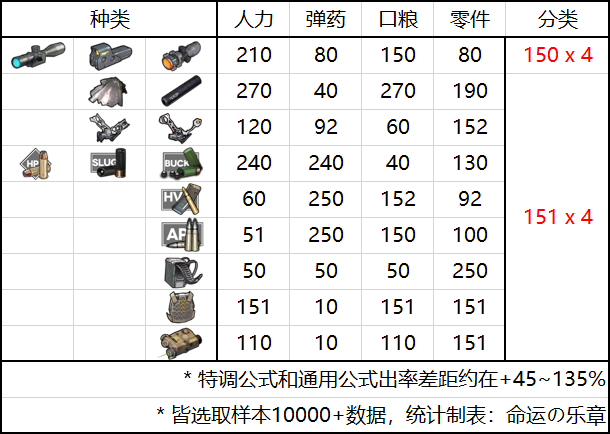 种类 人力 弹药 口粮 零件 分类
210 80 150 80 150 x 4
270 40 270 190
120 92 60 152
HP SLUG BUCK 240 240 40 130
HV 60 250 152 92
151 x 4
AP 51 250 150 100
50 50 50 250
151 10 151 151
110 10 110 151
* 特调公式和通用公式出率差距约在+45~135%
* 皆选取样本10000+数据，统计制表：命运の乐章